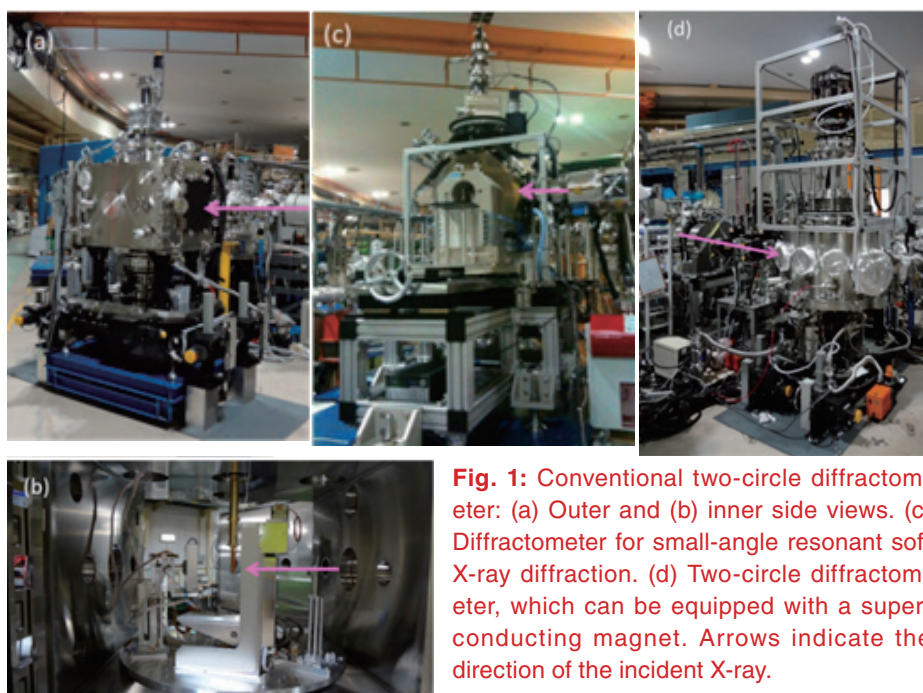 (a)
(c)
(d)
(b)
Fig. 1: Conventional two-circle diffractom
eter: (a) Outer and (b) inner side views. (c
Diffractometer for small-angle resonant sof
X-ray diffraction. (d) Two-circle diffractom
eter, which can be equipped with a super
conducting magnet. Arrows indicate the
direction of the incident X-ray.